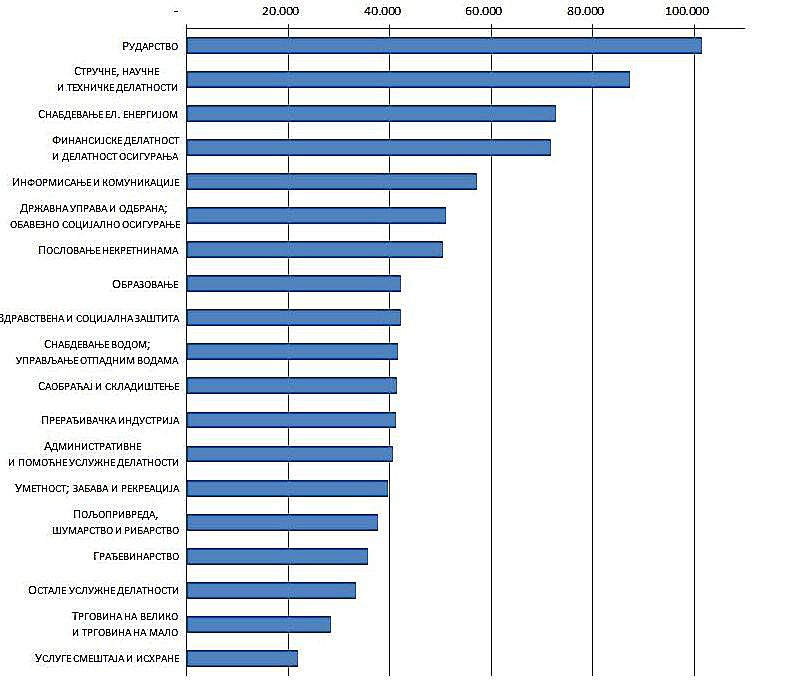 - 20.000 40.000 60.000 80.000 100.000
РУДАРСТВО
СТРУЧНЕ, НАУЧНЕ
И ТЕХНИЧКЕ ДЕЛАТНОСТИ
СНАБДЕВАЊЕ ЕЛ. ЕНЕРГИЈОМ
ФИНАНСИЈСКЕ ДЕЛАТНОСТ
И ДЕЛАТНОСТ ОСИГУРАЊА
ИНФОРМИСАЊЕ И КОМУНИКАЦИЈЕ
ДРЖАВНА УПРАВА И ОДБРАНА;
ОБАВЕЗНО СОЦИЈАЛНО ОСИГУРАЊЕ
ПОСЛОВАЊЕ НЕКРЕТНИНАМА
ОБРАЗОВАЊЕ
ЗДРАВСТВЕНА И СОЦИЈАЛНА ЗАШТИТА
СНАБДЕВАЊЕ ВОДОМ;
УПРАВЉАЊЕ ОТПАДНИМ ВОДАМА
САОБРАЋАЈ И СКЛАДИШТЕЊЕ
ПРЕРАЂИВАЧКА ИНДУСТРИЈА
АДМИНИСТРАТИВНЕ
И ПОМОЋНЕ УСЛУЖНЕ ДЕЛАТНОСТИ
УМЕТНОСТ; ЗАБАВА И РЕКРЕАЦИЈА
ПОЉОПРИВРЕДА,
ШУМАРСТВО И РИБАРСТВО
ГРАЂЕВИНАРСТВО
ОСТАЛЕ УСЛУЖНЕ ДЕЛАТНОСТИ
ТРГОВИНА НА ВЕЛИКО
И ТРГОВИНА НА МАЛО
УСЛУГЕ СМЕШТАЈА И ИСХРАНЕ